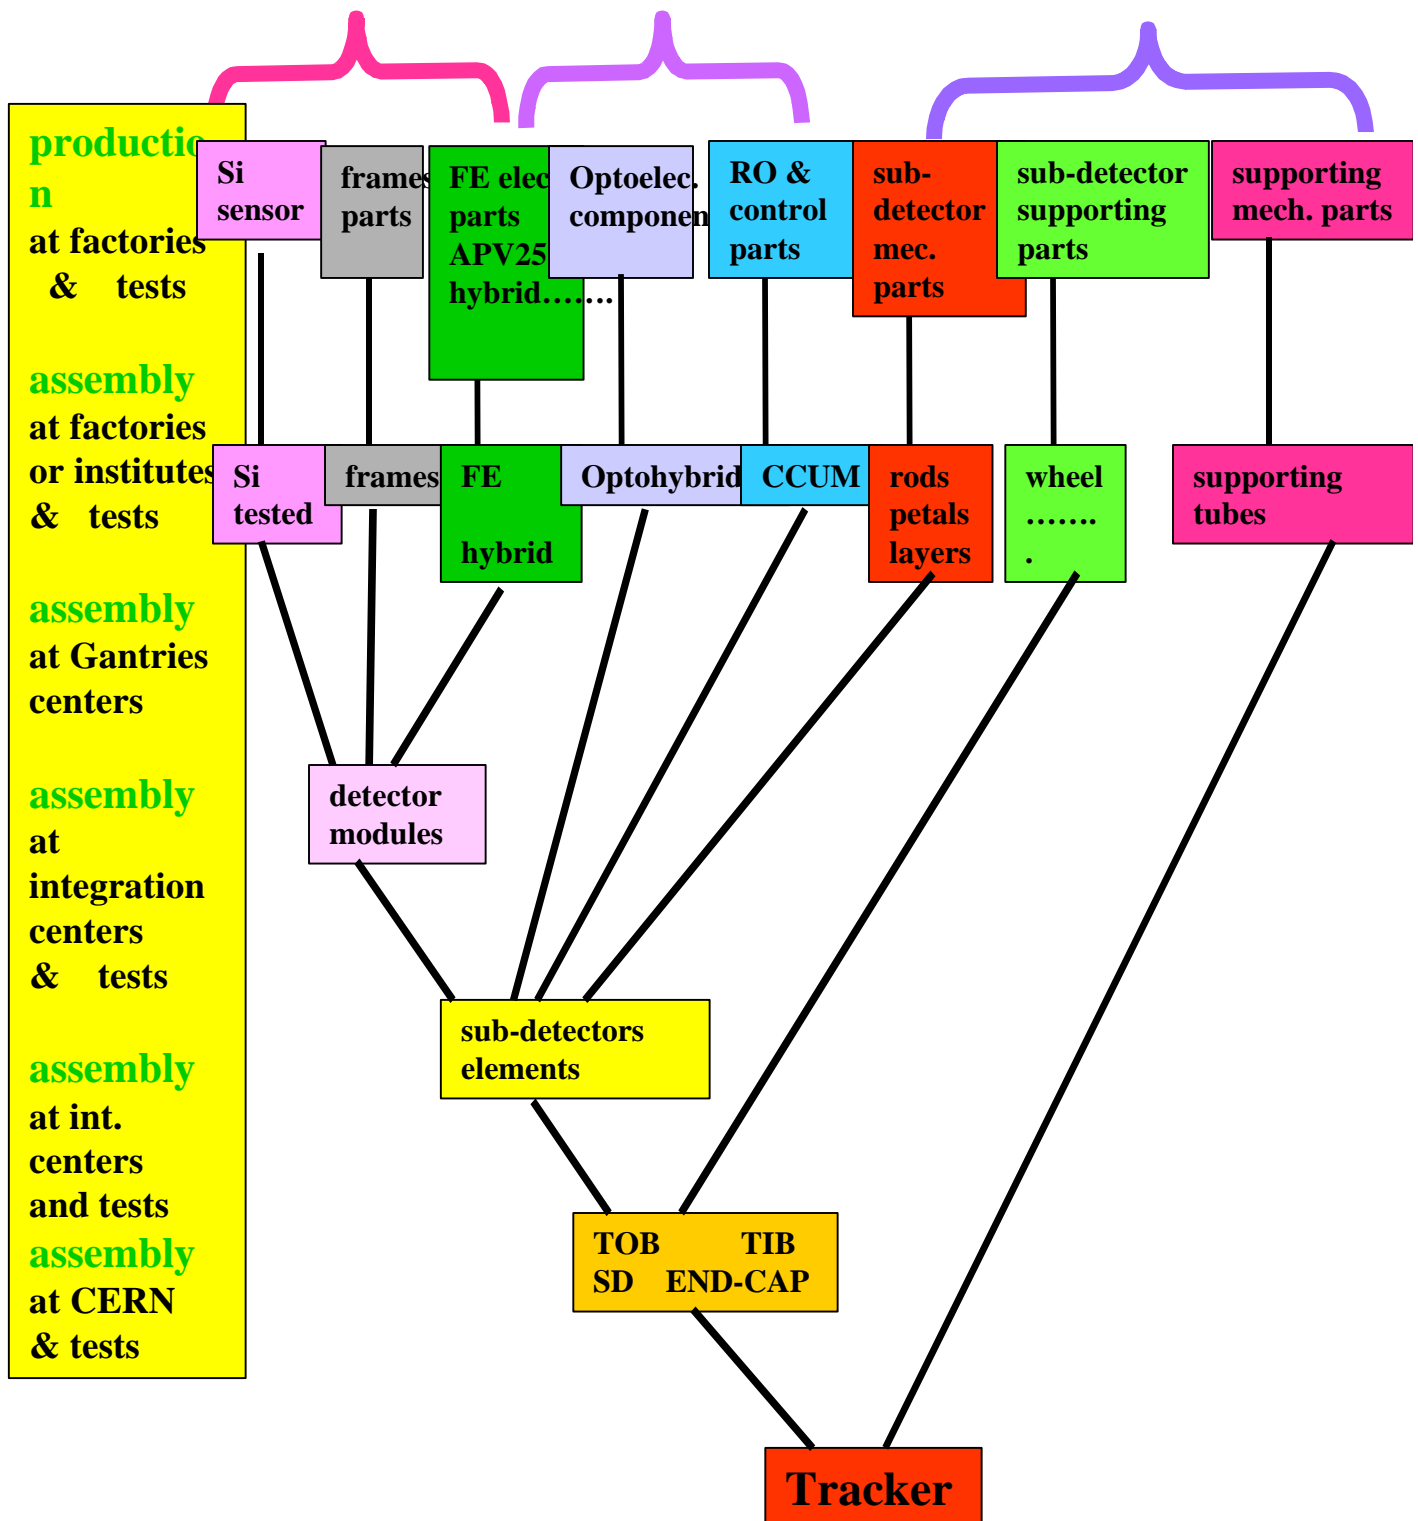 productio
n
at factories
& tests
assembly
at factories
or institutes
& tests
assembly
at Gantries
centers
assembly
at
integration
centers
& tests
assembly
at int.
centers
and tests
assembly
at CERN
& tests
Si
sensor
frames
parts
FE elec
parts
APV25
hybrid.......
Optoelec.
componen
RO &
control
parts
sub-
detector
mec.
parts
sub-detector
supporting
parts
supporting
mech. parts
Si
tested
frames
FE
hybrid
Optohybrid
CCUM
rods
petals
layers
wheel
.......
.
supporting
tubes
detector
modules
sub-detectors
elements
TOB TIB
SD END-CAP
Tracker